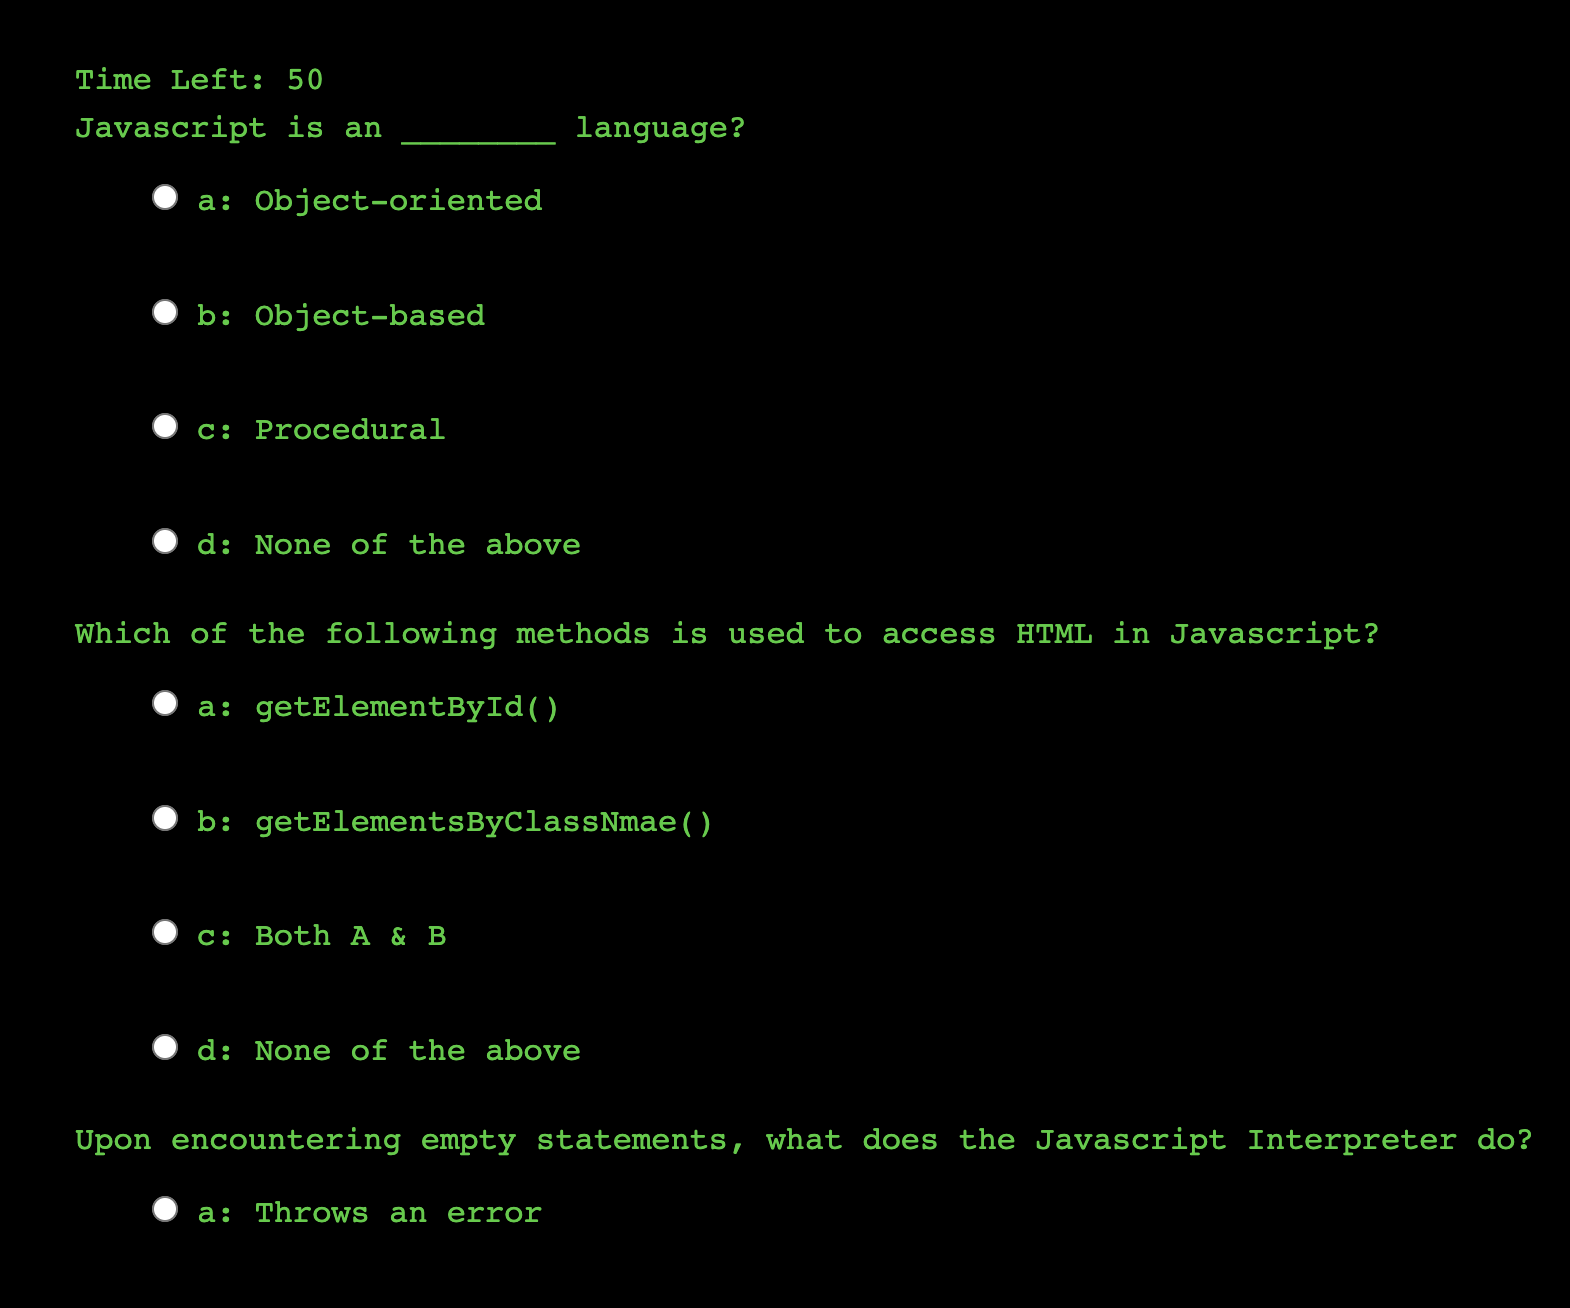 Time Left: 50
Javascript is an ________ language?
a: Object-oriented
b: Object-based
c: Procedural
d: None of the above
Which of the following methods is used to access HTML in Javascript?
a: getElementById()
b: getElementsByClassNmae()
c: Both A & B
d: None of the above
Upon encountering empty statements, what does the Javascript Interpreter do?
a: Throws an error